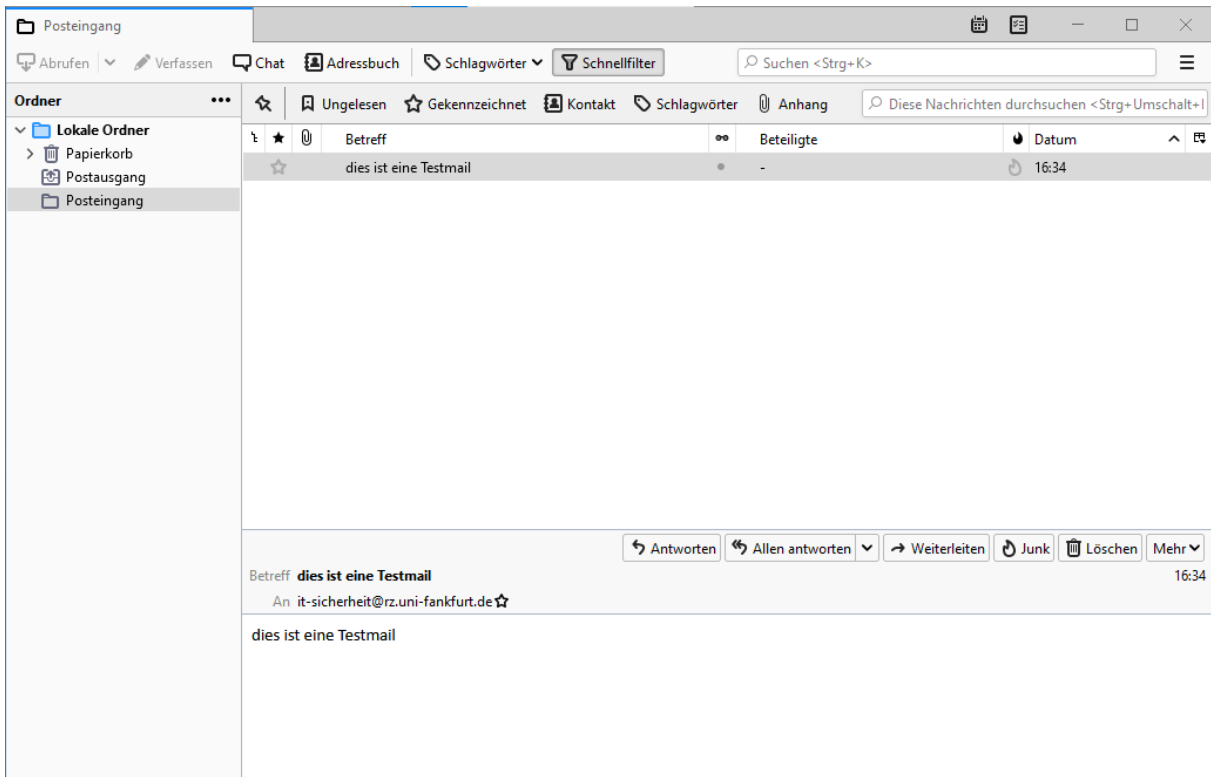 Posteingang
Abrufen Verfassen Chat Adressbuch Schlagwörter Schnellfilter Suchen <Strg+K>
Ordner
Ungelesen Gekennzeichnet Kontakt Schlagwörter Anhang Diese Nachrichten durchsuchen <Strg+Umschalt+
Lokale Ordner
Papierkorb
Postausgang
Posteingang
Betreff Beteiligte Datum
dies ist eine Testmail - 16:34
Antworten Allen antworten Weiterleiten Junk Löschen Mehr
Betreff dies ist eine Testmail 16:34
An it-sicherheit@rz.uni-fankfurt.de
dies ist eine Testmail